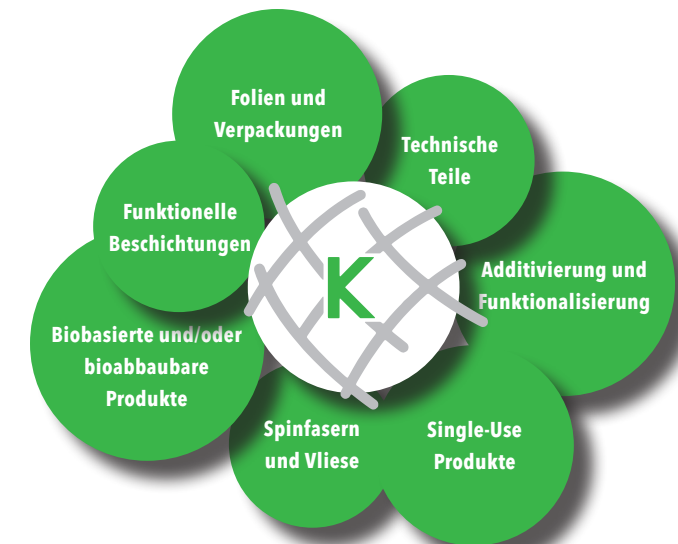 Folien und
Verpackungen
Technische
Teile
Funktionelle
Beschichtungen
K
Additivierung und
Funktionalisierung
Biobasierte und/oder
bioabbaubare
Produkte
Spinfasern
und Vliese
Single-Use
Produkte